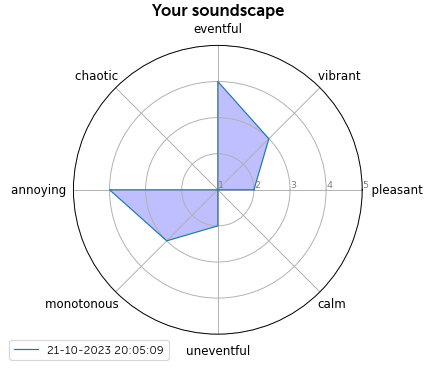 Your soundscape
eventful
chaotic
vibrant
annoying
1
2
3
4
5
pleasant
monotonous
calm
uneventful
21-10-2023 20:05:09